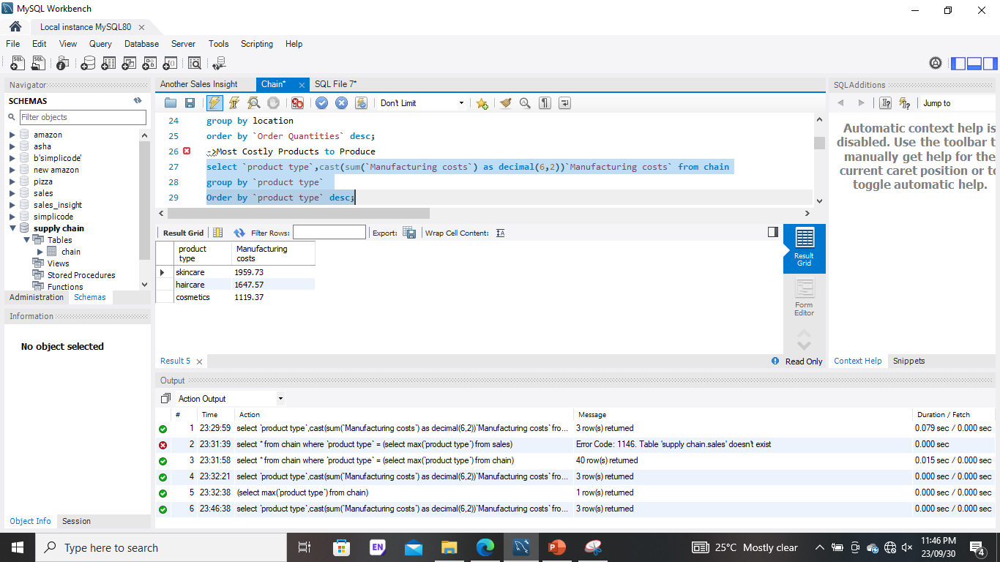 MySQL Workbench
Local instance MySQL80
File Edit View Query Database Server Tools Scripting Help
Navigator
SCHEMAS
Filter objects
amazon
asha
b'simplicode'
new amazon
pizza
sales
sales_insight
simplicode
supply chain
Tables
chain
Views
Stored Procedures
Functions
Administration Schemas
Information
No object selected
Object Info Session
Another Sales Insight Chain* SQL File 7*
Don't Limit
24 group by location
25 order by `Order Quantities` desc;
26 ->Most Costly Products to Produce
27 select `product type`,cast(sum(`Manufacturing costs`) as decimal(6,2))`Manufacturing costs` from chain
28 group by `product type`
29 Order by `product type` desc;
Result Grid Filter Rows: Export: Wrap Cell Content:
product type Manufacturing costs
skincare 1959.73
haircare 1647.57
cosmetics 1119.37
Result Grid
Form Editor
Result 5 Read Only
SQLAdditions
Jump to
Automatic context help is
disabled. Use the toolbar t
manually get help for the
current caret position or to
toggle automatic help.
Context Help Snippets
Output
Action Output
# Time Action Message Duration / Fetch
1 23:29:59 select `product type`,cast(sum(`Manufacturing costs`) as decimal(6,2))`Manufacturing costs` fro... 3 row(s) returned 0.079 sec / 0.000 sec
2 23:31:39 select * from chain where `product type` = (select max(`product type`) from sales) Error Code: 1146. Table 'supply chain.sales' doesn't exist 0.000 sec
3 23:31:58 select * from chain where `product type` = (select max(`product type`) from chain) 40 row(s) returned 0.015 sec / 0.000 sec
4 23:32:21 select `product type`,cast(sum(`Manufacturing costs`) as decimal(6,2))`Manufacturing costs` fro... 3 row(s) returned 0.000 sec / 0.000 sec
5 23:32:38 (select max(`product type`) from chain) 1 row(s) returned 0.000 sec / 0.000 sec
6 23:46:38 select `product type`,cast(sum(`Manufacturing costs`) as decimal(6,2))`Manufacturing costs` fro... 3 row(s) returned 0.000 sec / 0.000 sec
Type here to search
EN
25°C Mostly clear
11:46 PM
23/09/30
4